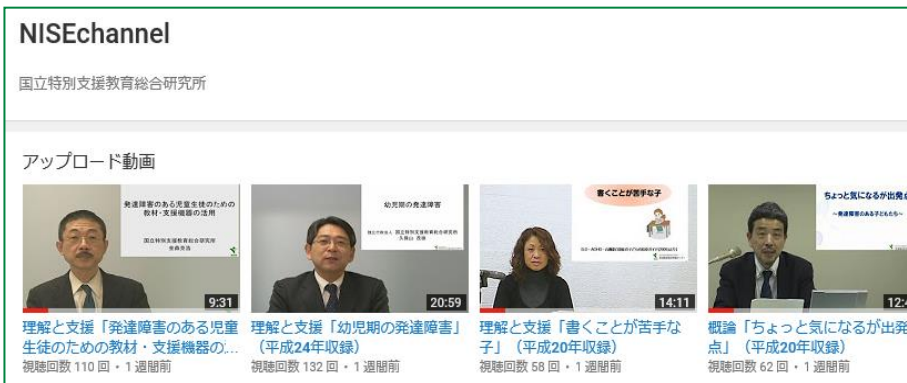 NISEchannel
国立特別支援教育総合研究所
アップロード動画
発達障害のある児童生徒のための
教材・支援機器の活用
国立特別支援教育総合研究所
9:31
理解と支援「発達障害のある児童
生徒のための教材・支援機器の...
視聴回数 110 回・1 週間前
幼児期の発達障害
20:59
理解と支援「幼児期の発達障害」
（平成24年収録）
視聴回数 132 回・1 週間前
書くことが苦手な子
14:11
理解と支援「書くことが苦手な
子」（平成20年収録）
視聴回数 58 回・1 週間前
ちょっと気になるが出発点
～発達障害のある子どもたち～
概論「ちょっと気になるが出発
点」（平成20年収録）
視聴回数 62 回・1 週間前